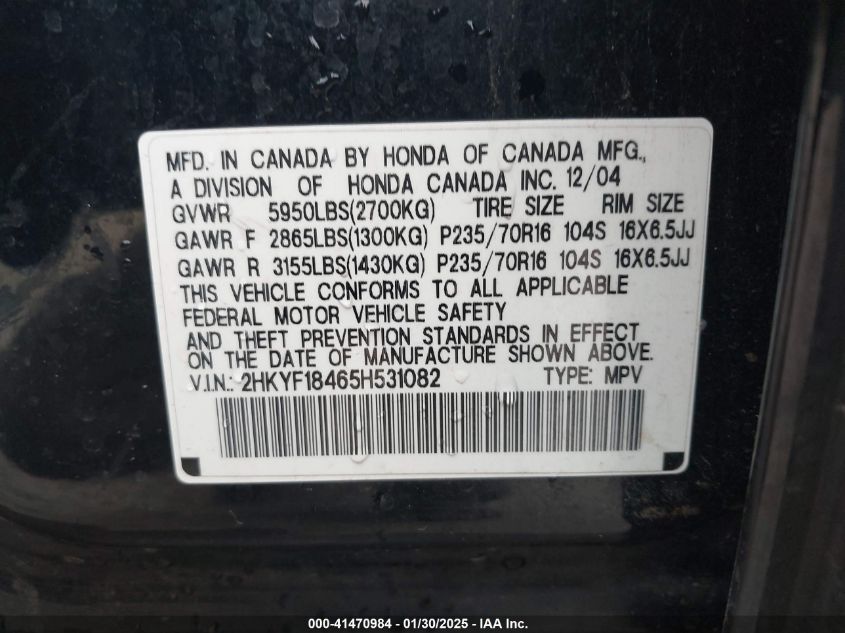 MFD. IN CANADA BY HONDA OF CANADA MFG.,
A DIVISION OF HONDA CANADA INC. 12/04
GVWR 5950LBS(2700KG) TIRE SIZE RIM SIZE
GAWR F 2865LBS(1300KG) P235/70R16 104S 16X6.5JJ
GAWR R 3155LBS(1430KG) P235/70R16 104S 16X6.5JJ
THIS VEHICLE CONFORMS TO ALL APPLICABLE
FEDERAL MOTOR VEHICLE SAFETY
AND THEFT PREVENTION STANDARDS IN EFFECT
ON THE DATE OF MANUFACTURE SHOWN ABOVE.
V.I.N.: 2HKYF18465H531082 TYPE: MPV
000-41470984 - 01/30/2025 - IAA Inc.